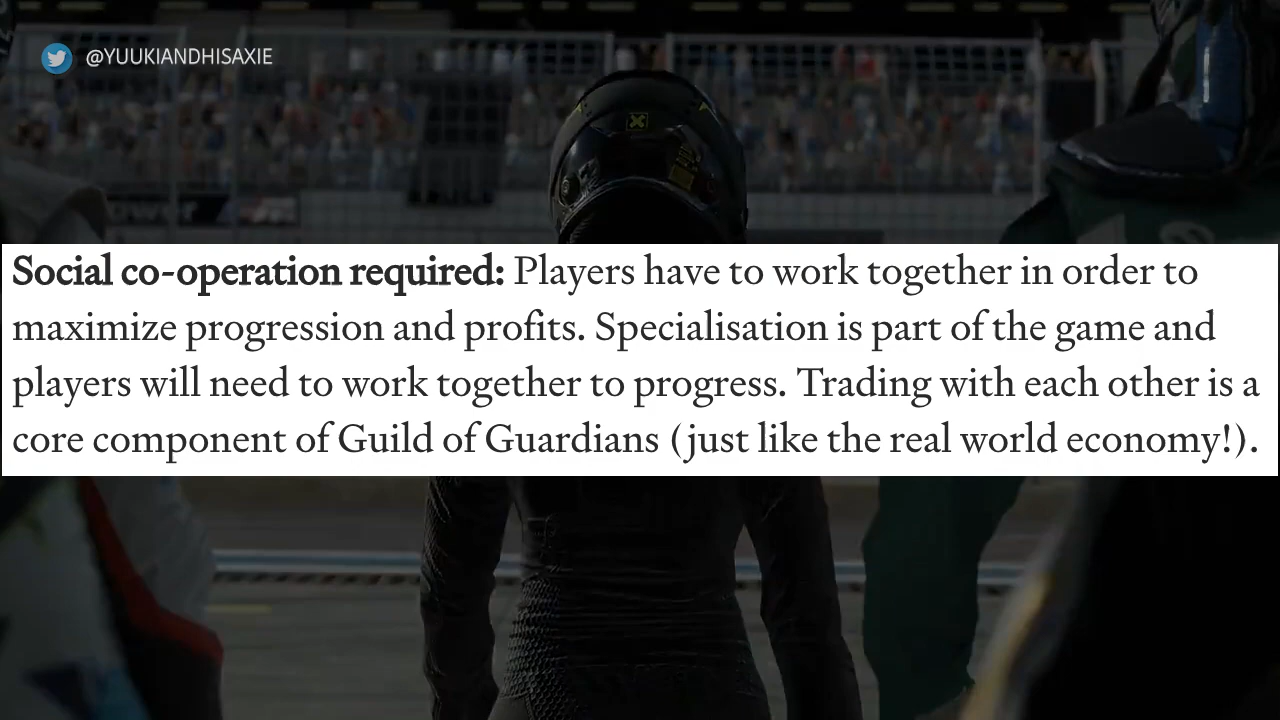 @YUUKIANDHISAXIE
Social co-operation required: Players have to work together in order to
maximize progression and profits. Specialisation is part of the game and
players will need to work together to progress. Trading with each other is a
core component of Guild of Guardians (just like the real world economy!).